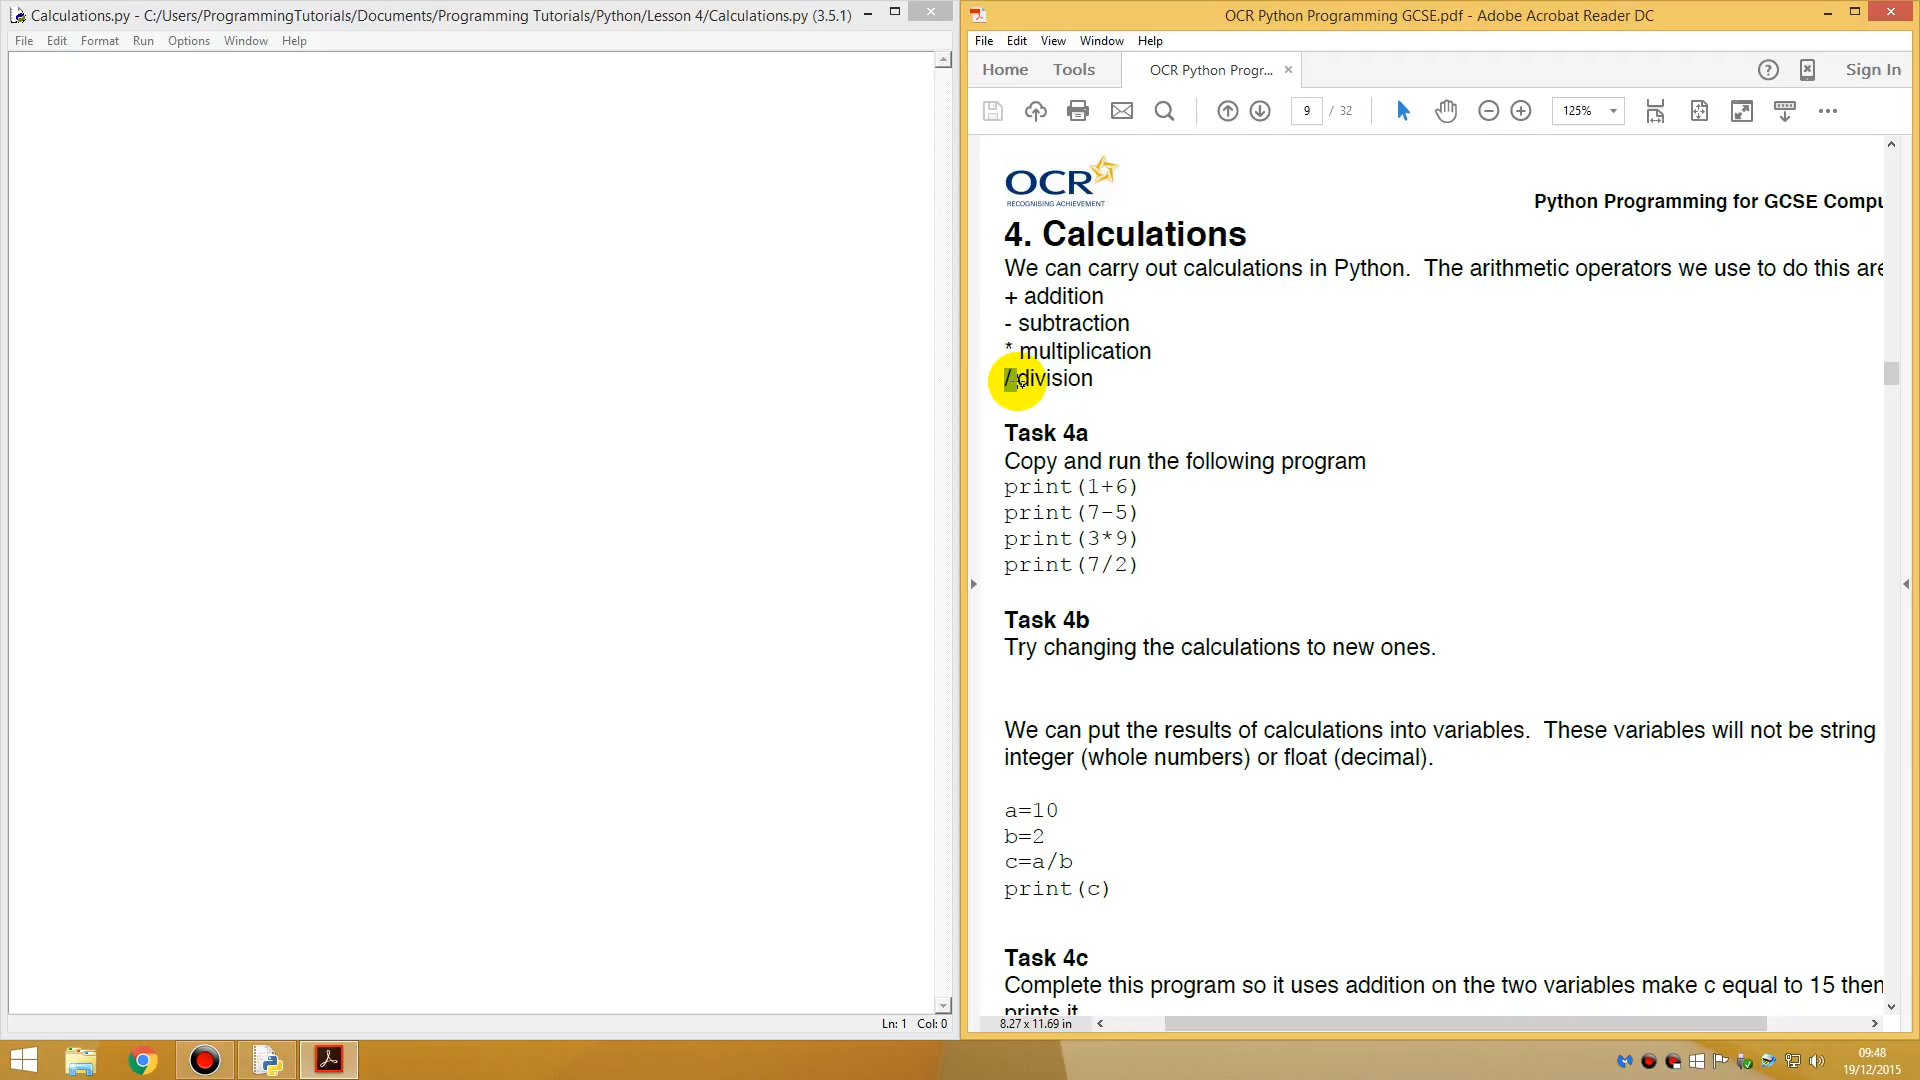 Calculations.py - C:/Users/ProgrammingTutorials/Documents/Programming Tutorials/Python/Lesson 4/Calculations.py (3.5.1)
File Edit Format Run Options Window Help
Ln: 1 Col: 0
OCR Python Programming GCSE.pdf - Adobe Acrobat Reader DC
File Edit View Window Help
Home Tools OCR Python Progr... × Sign In
9 / 32 125%
OCR
RECOGNISING ACHIEVEMENT
Python Programming for GCSE Compu
4. Calculations
We can carry out calculations in Python. The arithmetic operators we use to do this are
+ addition
- subtraction
* multiplication
/ division
Task 4a
Copy and run the following program
print(1+6)
print(7-5)
print(3*9)
print(7/2)
Task 4b
Try changing the calculations to new ones.
We can put the results of calculations into variables. These variables will not be string
integer (whole numbers) or float (decimal).
a=10
b=2
c=a/b
print(c)
Task 4c
Complete this program so it uses addition on the two variables make c equal to 15 then
prints it
8.27 x 11.69 in
09:48
19/12/2015